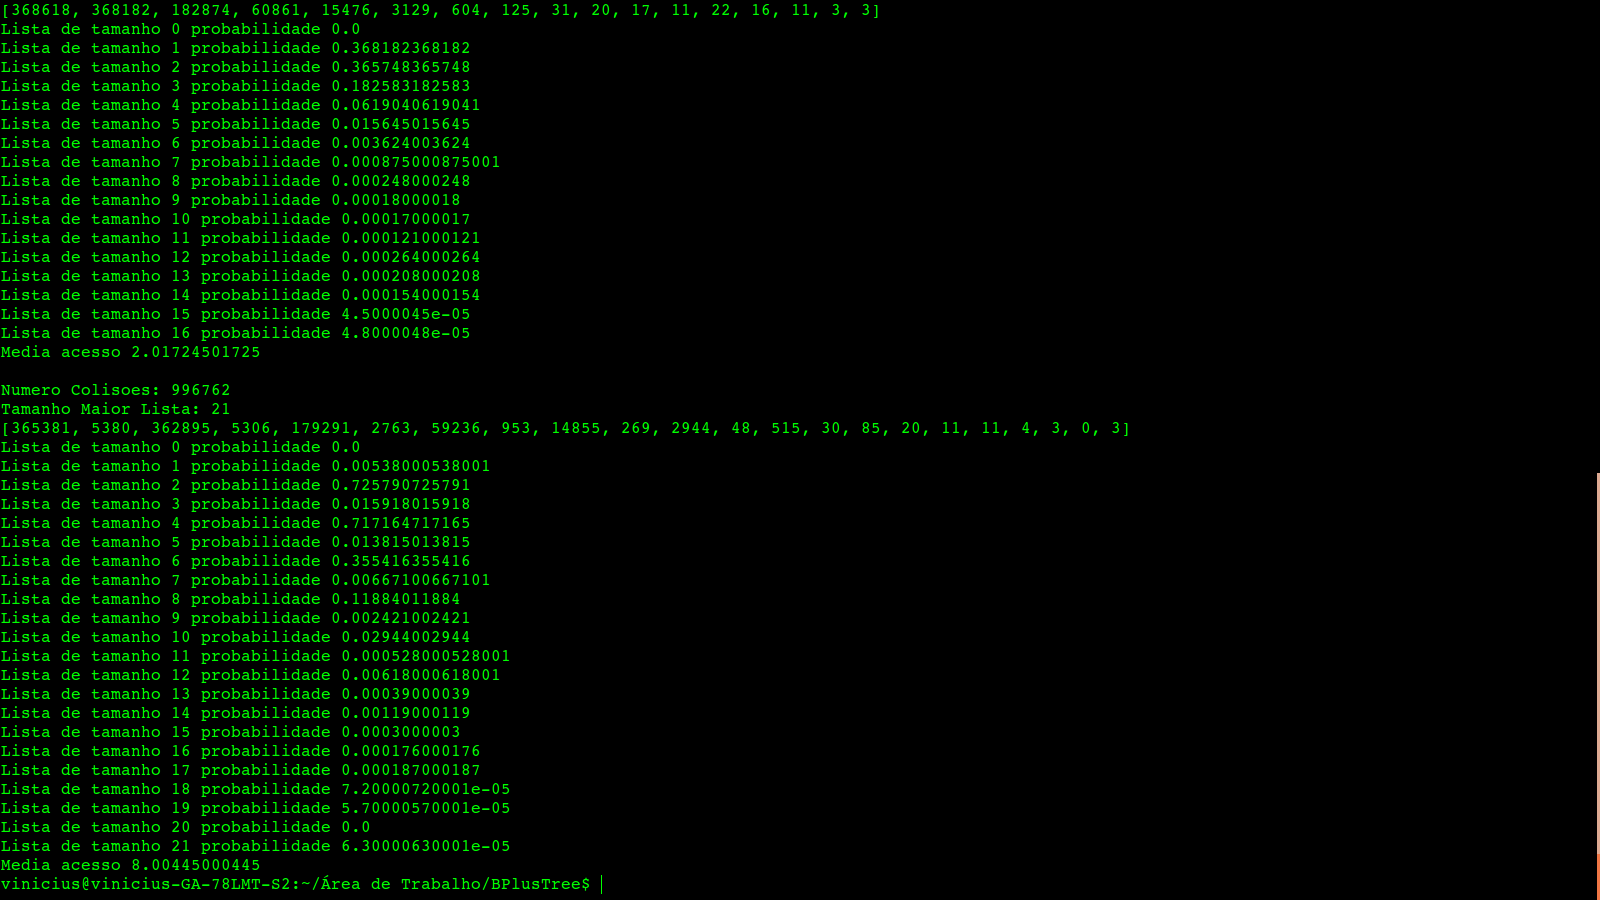 [368618, 368182, 182874, 60861, 15476, 3129, 604, 125, 31, 20, 17, 11, 22, 16, 11, 3, 3]
Lista de tamanho 0 probabilidade 0.0
Lista de tamanho 1 probabilidade 0.368182368182
Lista de tamanho 2 probabilidade 0.365748365748
Lista de tamanho 3 probabilidade 0.182583182583
Lista de tamanho 4 probabilidade 0.0619040619041
Lista de tamanho 5 probabilidade 0.015645015645
Lista de tamanho 6 probabilidade 0.003624003624
Lista de tamanho 7 probabilidade 0.000875000875001
Lista de tamanho 8 probabilidade 0.000248000248
Lista de tamanho 9 probabilidade 0.00018000018
Lista de tamanho 10 probabilidade 0.00017000017
Lista de tamanho 11 probabilidade 0.000121000121
Lista de tamanho 12 probabilidade 0.000264000264
Lista de tamanho 13 probabilidade 0.000208000208
Lista de tamanho 14 probabilidade 0.000154000154
Lista de tamanho 15 probabilidade 4.5000045e-05
Lista de tamanho 16 probabilidade 4.8000048e-05
Media acesso 2.01724501725
Numero Colisoes: 996762
Tamanho Maior Lista: 21
[365381, 5380, 362895, 5306, 179291, 2763, 59236, 953, 14855, 269, 2944, 48, 515, 30, 85, 20, 11, 11, 4, 3, 0, 3]
Lista de tamanho 0 probabilidade 0.0
Lista de tamanho 1 probabilidade 0.00538000538001
Lista de tamanho 2 probabilidade 0.725790725791
Lista de tamanho 3 probabilidade 0.015918015918
Lista de tamanho 4 probabilidade 0.717164717165
Lista de tamanho 5 probabilidade 0.013815013815
Lista de tamanho 6 probabilidade 0.355416355416
Lista de tamanho 7 probabilidade 0.00667100667101
Lista de tamanho 8 probabilidade 0.11884011884
Lista de tamanho 9 probabilidade 0.002421002421
Lista de tamanho 10 probabilidade 0.02944002944
Lista de tamanho 11 probabilidade 0.000528000528001
Lista de tamanho 12 probabilidade 0.00618000618001
Lista de tamanho 13 probabilidade 0.00039000039
Lista de tamanho 14 probabilidade 0.00119000119
Lista de tamanho 15 probabilidade 0.0003000003
Lista de tamanho 16 probabilidade 0.000176000176
Lista de tamanho 17 probabilidade 0.000187000187
Lista de tamanho 18 probabilidade 7.20000720001e-05
Lista de tamanho 19 probabilidade 5.70000570001e-05
Lista de tamanho 20 probabilidade 0.0
Lista de tamanho 21 probabilidade 6.30000630001e-05
Media acesso 8.00445000445
vinicius@vinicius-GA-78LMT-S2:~/Área de Trabalho/BPlusTree$